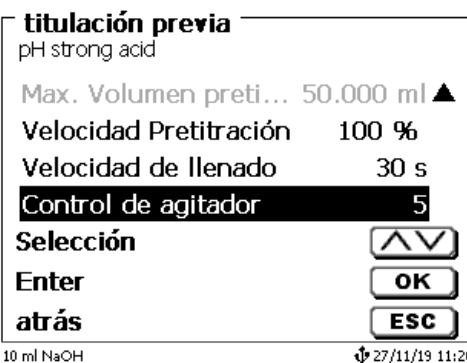 titulación previa
pH strong acid
Max. Volumen preti... 50.000 ml
Velocidad Pretitración 100 %
Velocidad de llenado 30 s
Control de agitador 5
Selección
Enter OK
atrás ESC
10 ml NaOH 27/11/19 11:20